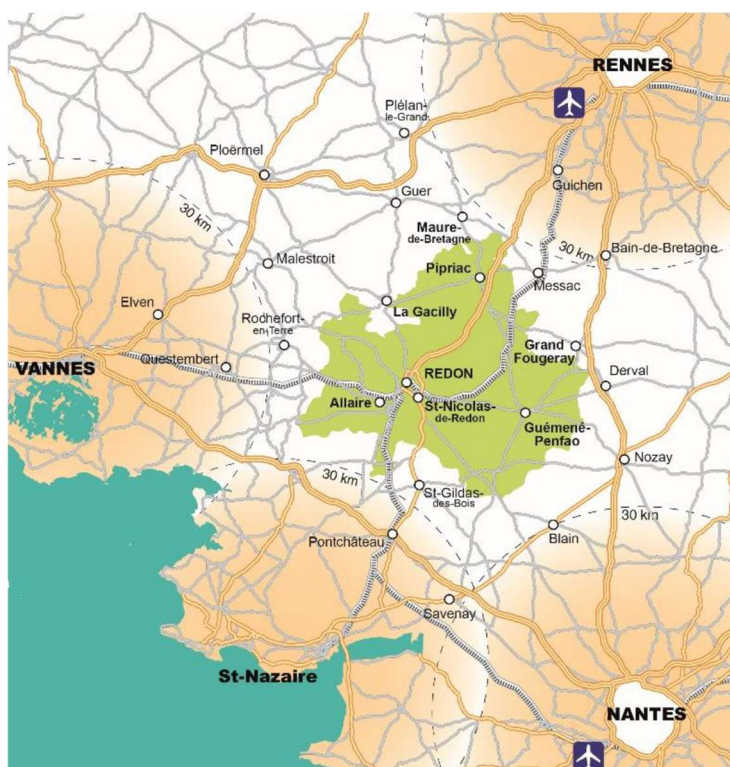 RENNES
Plélan-
le-Grand
Ploërmel
Guichen
Guer
30 km
Maure-
de-Bretagne
30 km
Bain-de-Bretagne
Malestroit
Pipriac
Messac
Elven
La Gacilly
Rochefort-
en-Terre
Grand
Fougeray
VANNES
Questembert
REDON
Derval
Allaire
St-Nicolas-
de-Redon
Guémené-
Penfao
Nozay
30 km
St-Gildas-
des-Bois
30 km
Pontchâteau
Blain
Savenay
St-Nazaire
NANTES